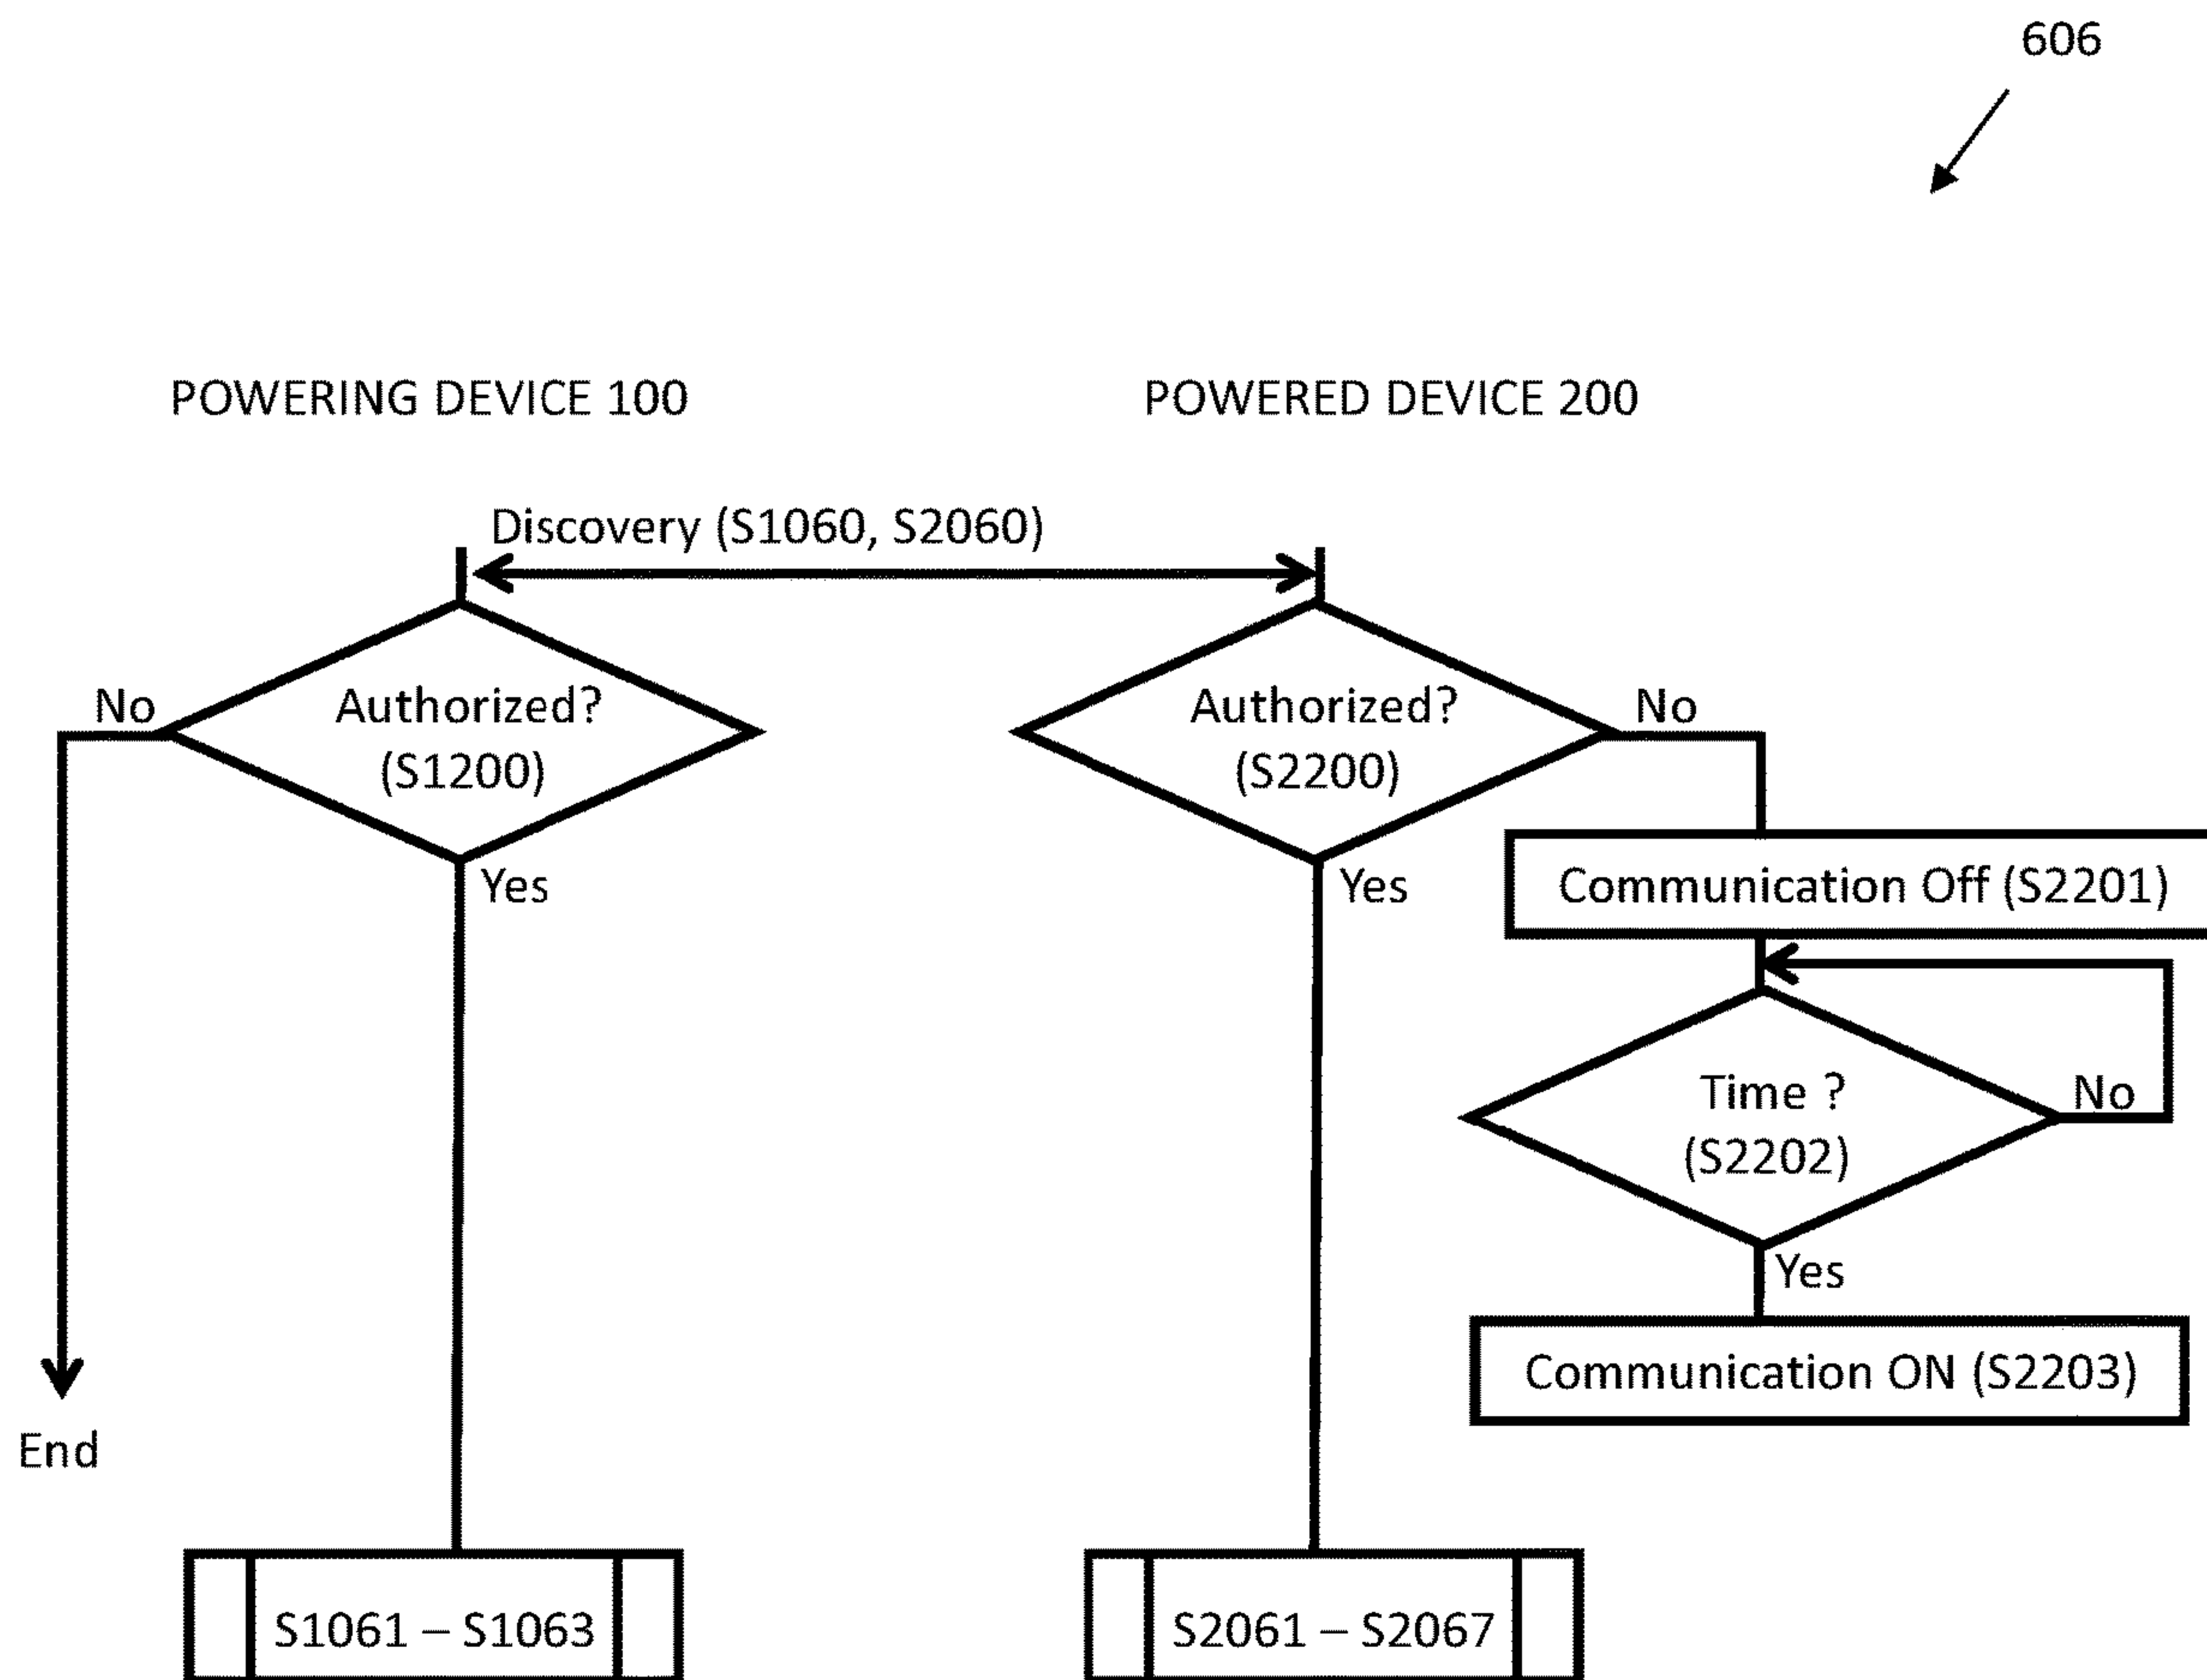 606
POWERING DEVICE 100
POWERED DEVICE 200
Discovery (S1060, S2060)
No
Authorized?
(S1200)
Yes
Authorized?
(S2200)
No
Yes
Communication Off (S2201)
Time ?
(S2202)
No
Yes
Communication ON (S2203)
End
S1061 – S1063
S2061 – S2067